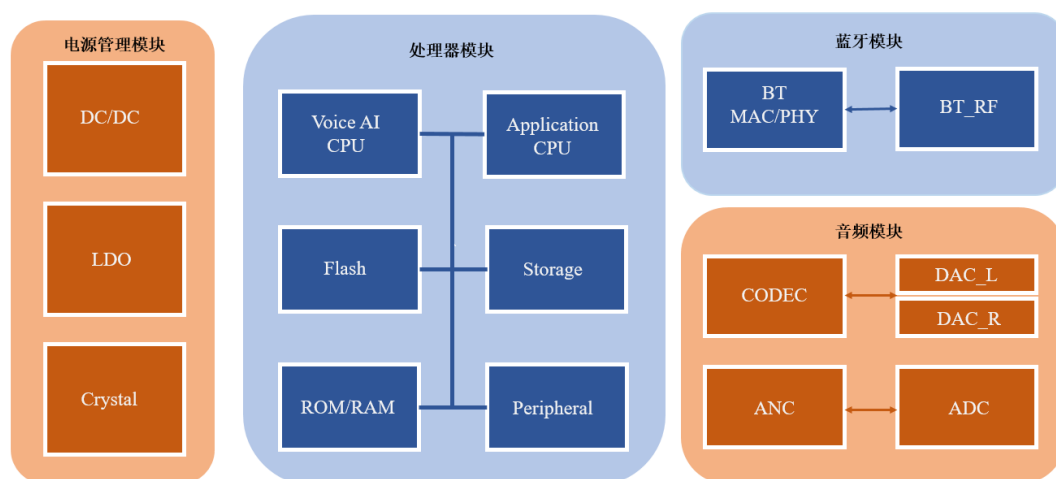 电源管理模块
DC/DC
LDO
Crystal
处理器模块
Voice AI
CPU
Application
CPU
Flash
Storage
ROM/RAM
Peripheral
蓝牙模块
BT
MAC/PHY
BT_RF
音频模块
CODEC
DAC_L
DAC_R
ANC
ADC